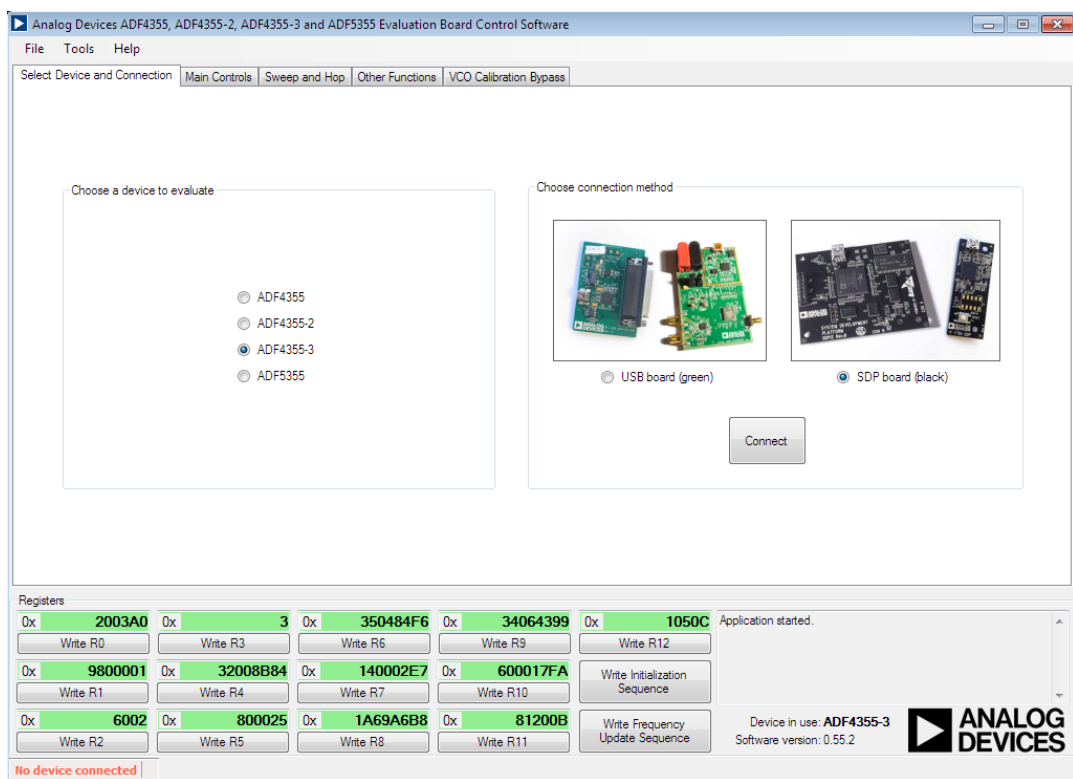 Analog Devices ADF4355, ADF4355-2, ADF4355-3 and ADF5355 Evaluation Board Control Software
File Tools Help
Select Device and Connection Main Controls Sweep and Hop Other Functions VCO Calibration Bypass
Choose a device to evaluate
ADF4355
ADF4355-2
ADF4355-3
ADF5355
Choose connection method
ANALOG DEVICES
SYSTEM DEVELOPMENT
PLATFORM
USB board (green)
SDP board (black)
Connect
Registers
0x 2003A0 0x 3 0x 350484F6 0x 34064399 0x 1050C
Write R0 Write R3 Write R6 Write R9 Write R12
0x 9800001 0x 32008B84 0x 140002E7 0x 600017FA
Write R1 Write R4 Write R7 Write R10
Write Initialization
Sequence
0x 6002 0x 800025 0x 1A69A6B8 0x 81200B
Write R2 Write R5 Write R8 Write R11
Write Frequency
Update Sequence
Application started.
Device in use: ADF4355-3
Software version: 0.55.2
ANALOG
DEVICES
No device connected